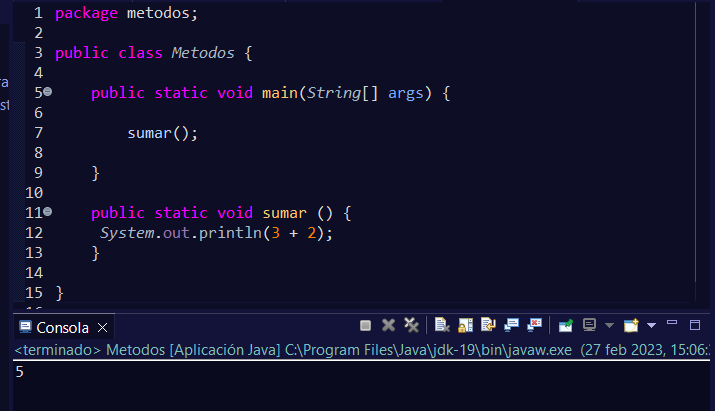 1 package metodos;
2
3 public class Metodos {
4
5 public static void main(String[] args) {
6
7 sumar();
8
9 }
10
11 public static void sumar () {
12 System.out.println(3 + 2);
13 }
14
15 }
Consola
<terminado> Metodos [Aplicación Java] C:\Program Files\Java\jdk-19\bin\javaw.exe (27 feb 2023, 15:06:
5